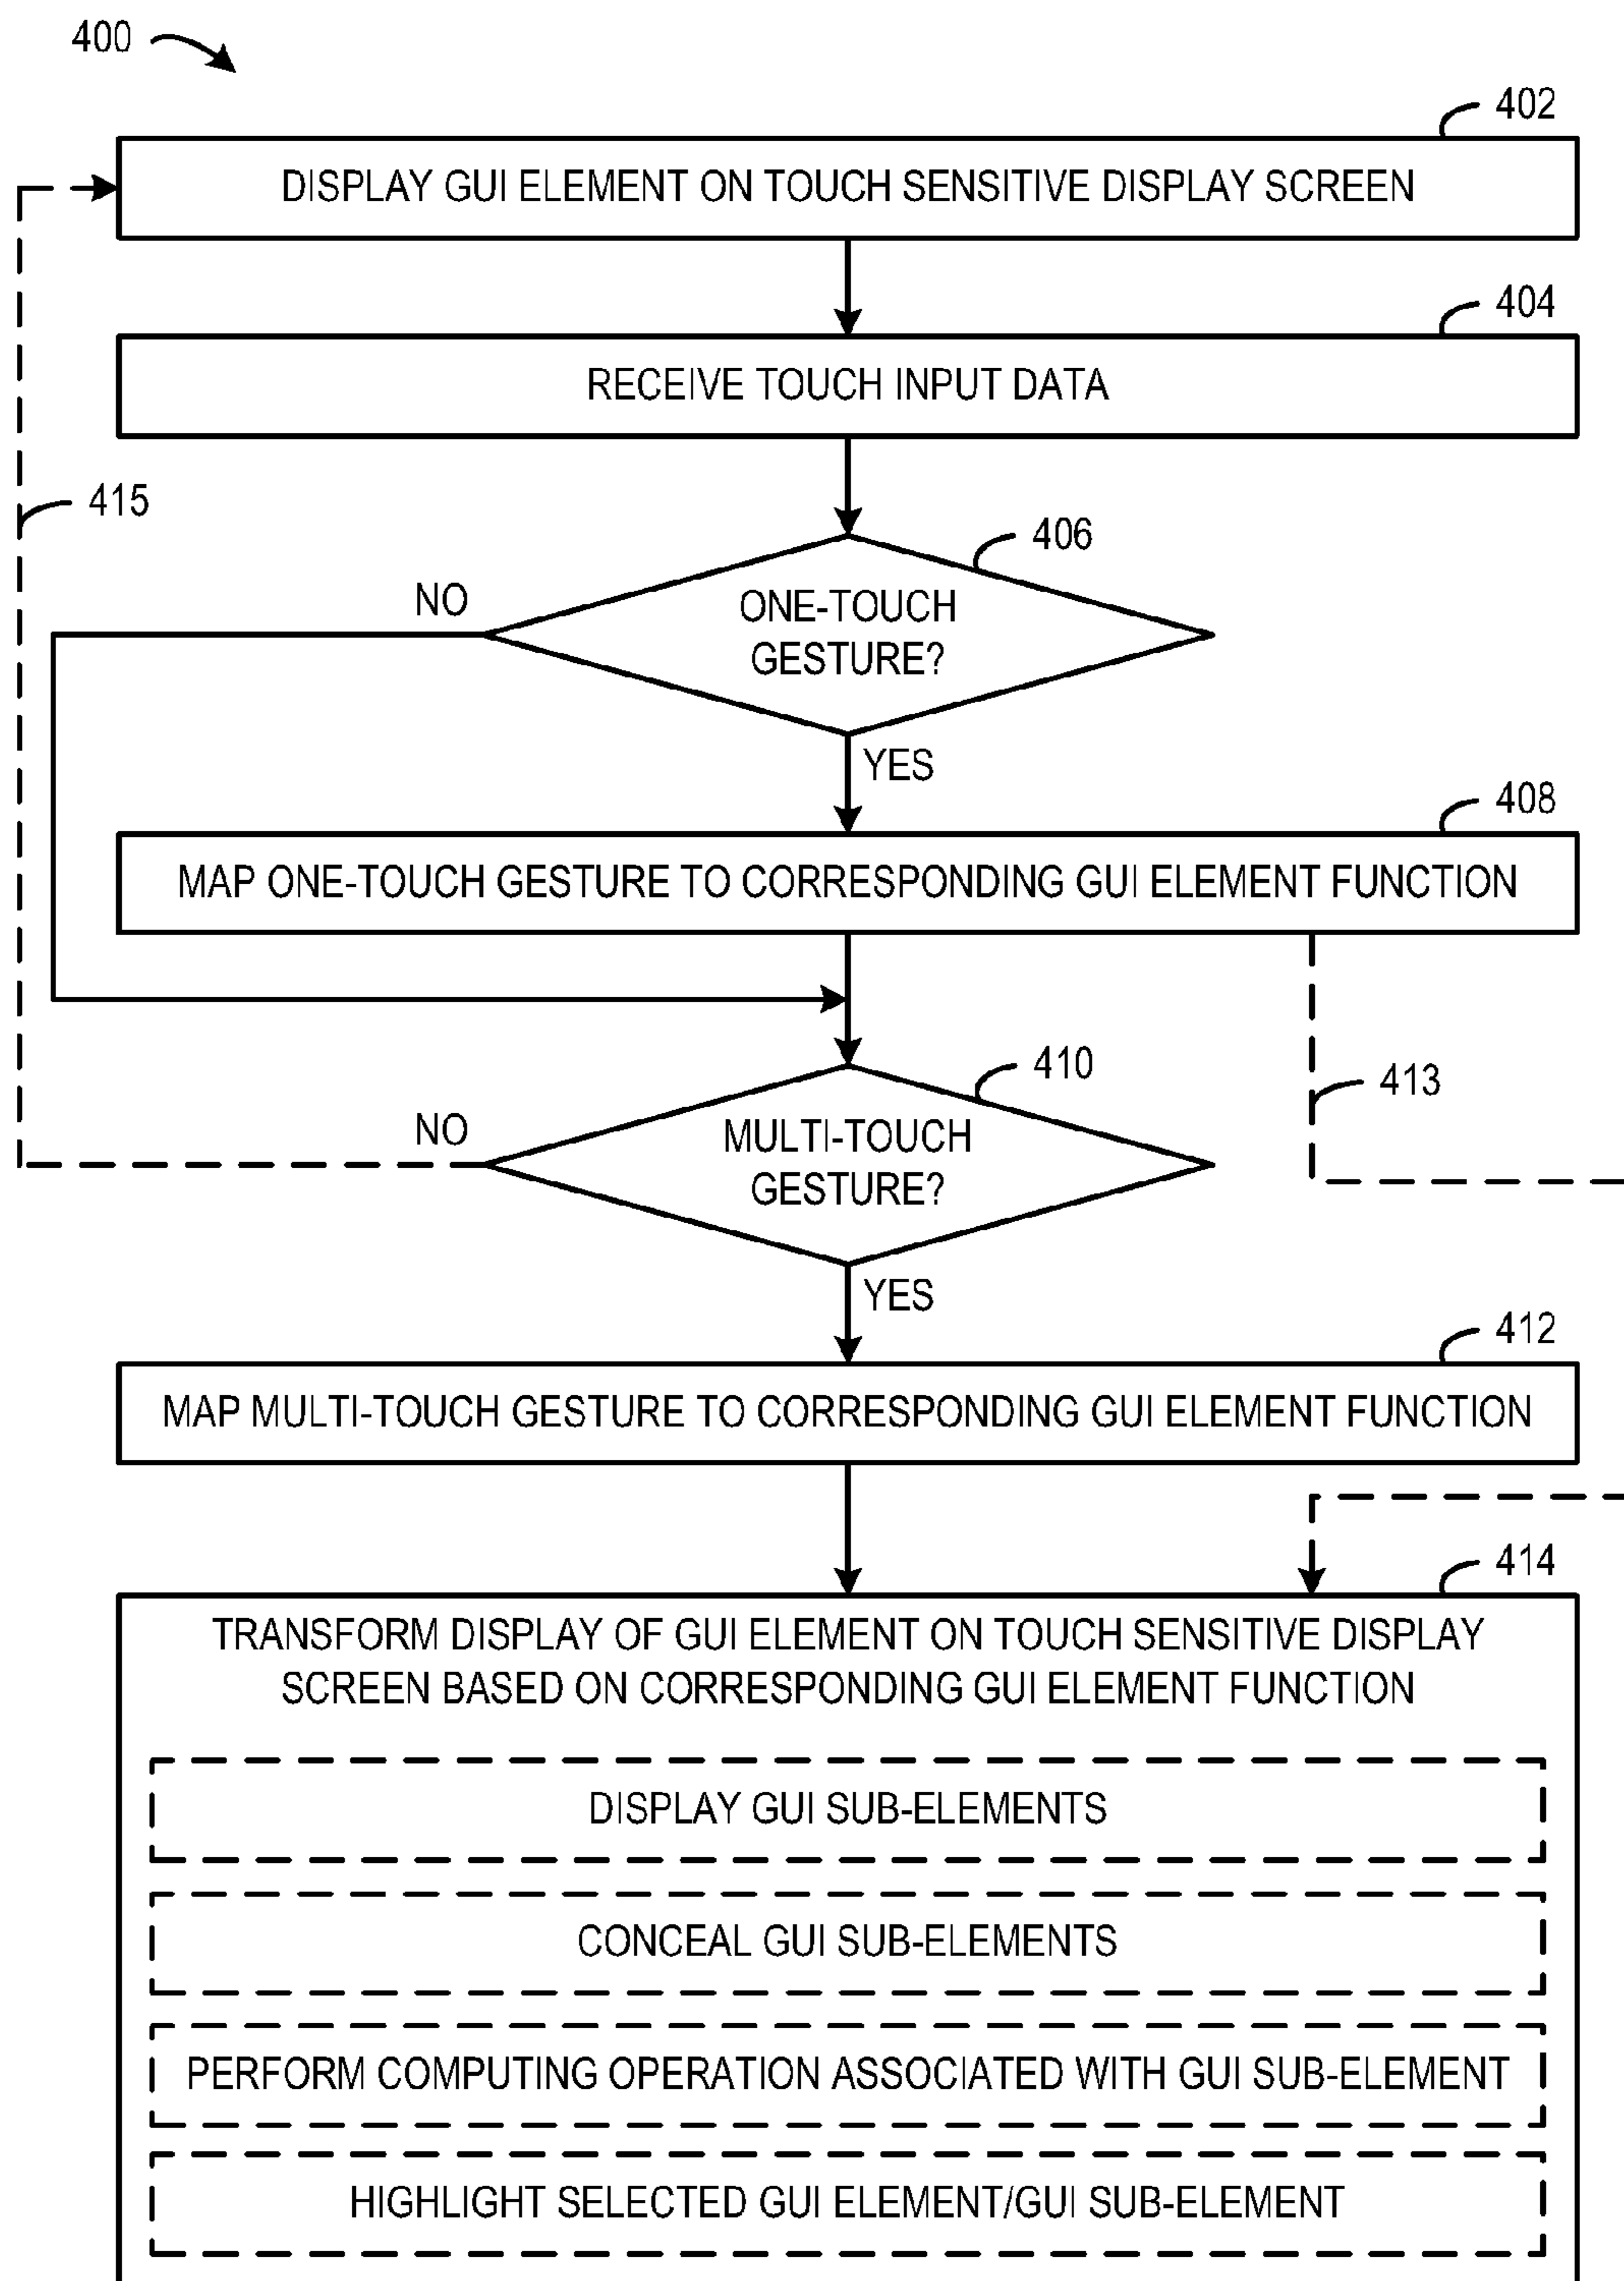 400
402
DISPLAY GUI ELEMENT ON TOUCH SENSITIVE DISPLAY SCREEN
404
RECEIVE TOUCH INPUT DATA
415
406
NO
ONE-TOUCH
GESTURE?
YES
408
MAP ONE-TOUCH GESTURE TO CORRESPONDING GUI ELEMENT FUNCTION
410
413
NO
MULTI-TOUCH
GESTURE?
YES
412
MAP MULTI-TOUCH GESTURE TO CORRESPONDING GUI ELEMENT FUNCTION
414
TRANSFORM DISPLAY OF GUI ELEMENT ON TOUCH SENSITIVE DISPLAY
SCREEN BASED ON CORRESPONDING GUI ELEMENT FUNCTION
DISPLAY GUI SUB-ELEMENTS
CONCEAL GUI SUB-ELEMENTS
PERFORM COMPUTING OPERATION ASSOCIATED WITH GUI SUB-ELEMENT
HIGHLIGHT SELECTED GUI ELEMENT/GUI SUB-ELEMENT